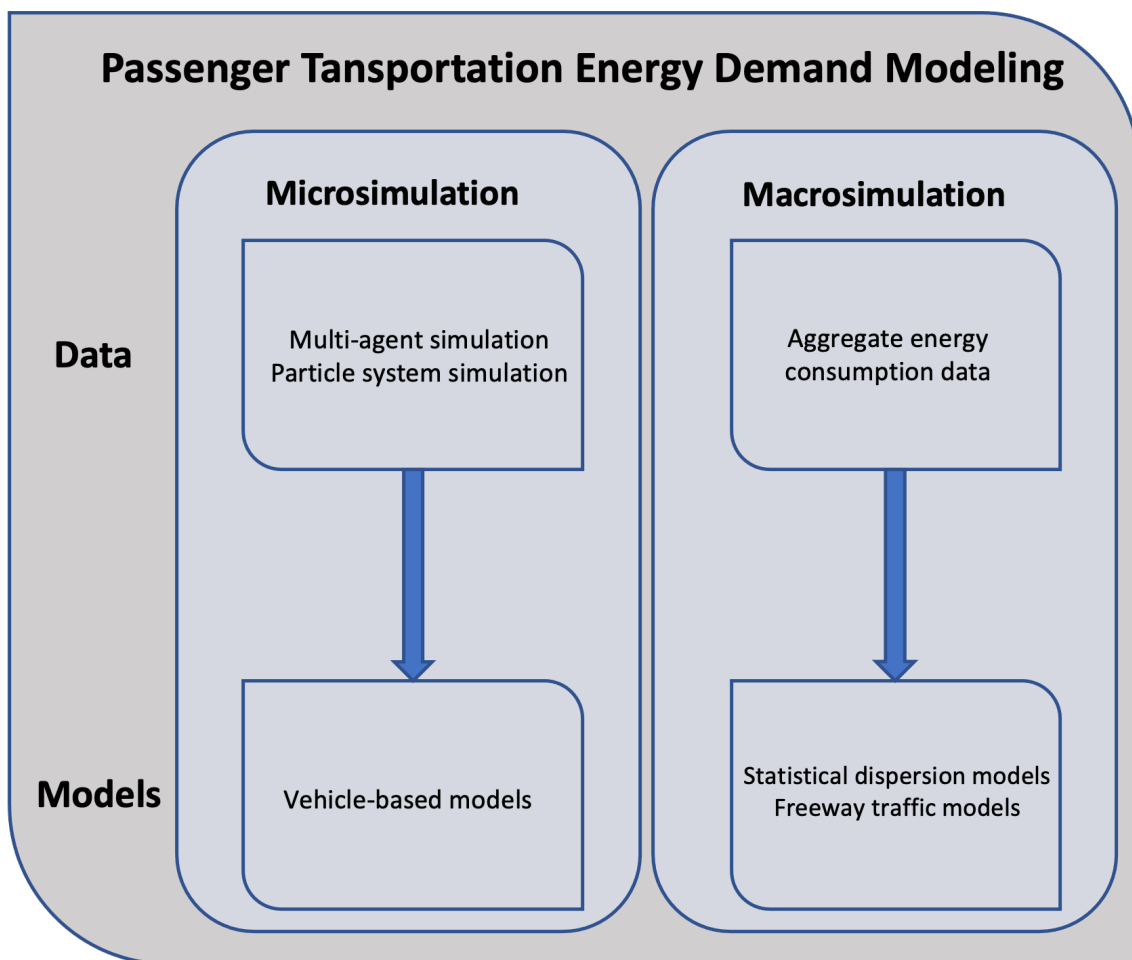 Passenger Tansportation Energy Demand Modeling
Microsimulation
Macrosimulation
Data
Multi-agent simulation
Particle system simulation
Aggregate energy
consumption data
Models
Vehicle-based models
Statistical dispersion models
Freeway traffic models